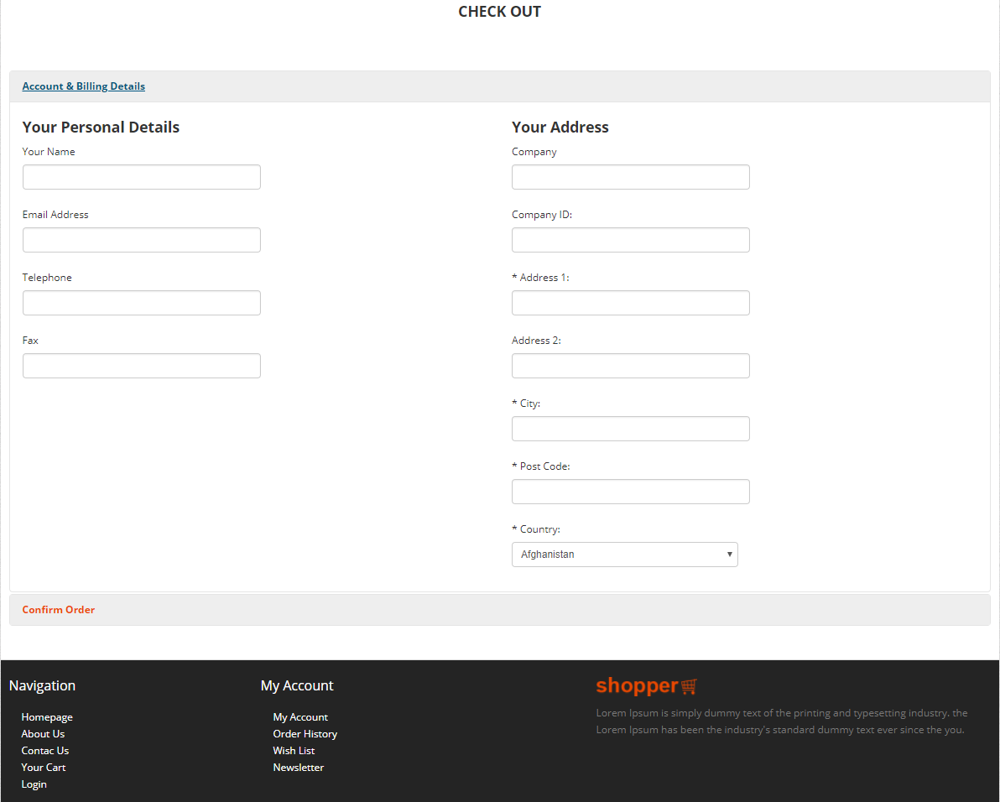 CHECK OUT
Account & Billing Details
Your Personal Details
Your Name
Email Address
Telephone
Fax
Your Address
Company
Company ID:
* Address 1:
Address 2:
* City:
* Post Code:
* Country:
Afghanistan
Confirm Order
Navigation
Homepage
About Us
Contac Us
Your Cart
Login
My Account
My Account
Order History
Wish List
Newsletter
shopper
Lorem Ipsum is simply dummy text of the printing and typesetting industry. the
Lorem Ipsum has been the industry's standard dummy text ever since the you.